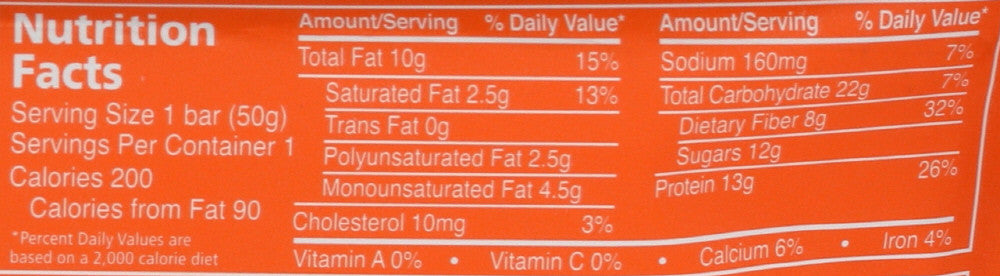 Nutrition
Facts
Serving Size 1 bar (50g)
Servings Per Container 1
Calories 200
Calories from Fat 90
*Percent Daily Values are
based on a 2,000 calorie diet
Amount/Serving % Daily Value*
Total Fat 10g 15%
Saturated Fat 2.5g 13%
Trans Fat 0g
Polyunsaturated Fat 2.5g
Monounsaturated Fat 4.5g
Cholesterol 10mg 3%
Amount/Serving % Daily Value*
Sodium 160mg 7%
Total Carbohydrate 22g 7%
Dietary Fiber 8g 32%
Sugars 12g
Protein 13g 26%
Vitamin A 0% • Vitamin C 0% • Calcium 6% • Iron 4%